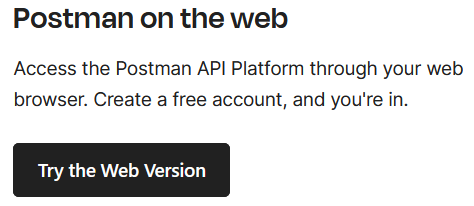 Postman on the web
Access the Postman API Platform through your web
browser. Create a free account, and you're in.
Try the Web Version